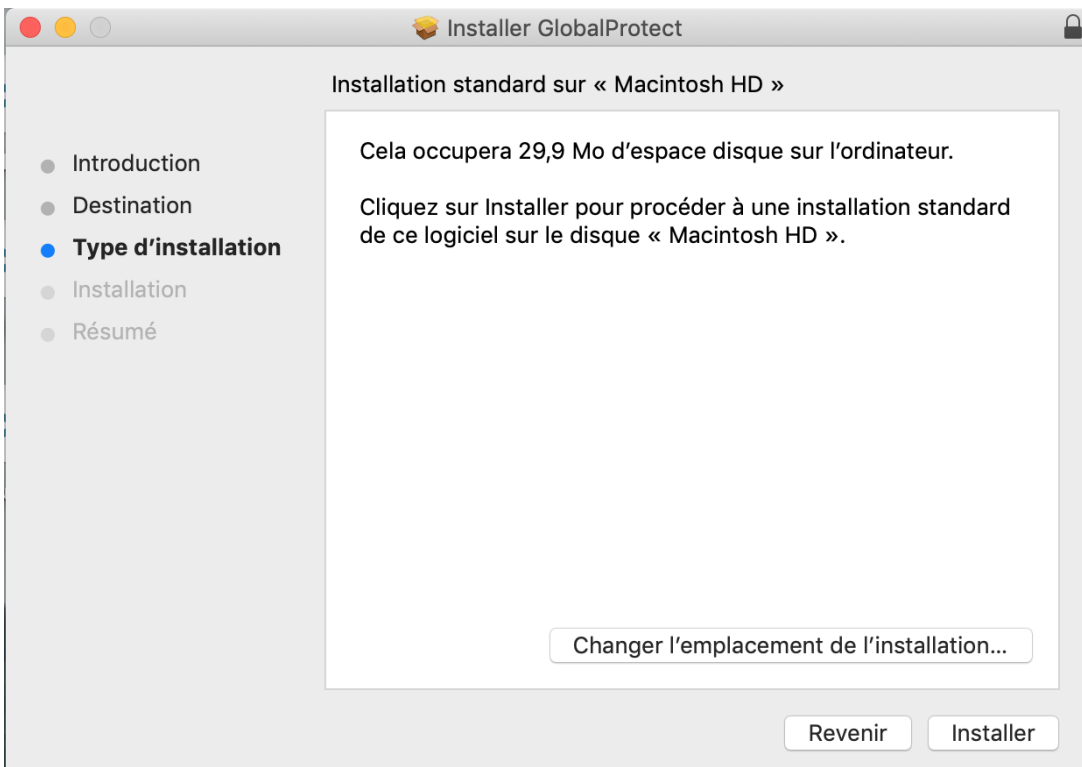 Installer GlobalProtect
Installation standard sur « Macintosh HD »
Introduction
Destination
Type d’installation
Installation
Résumé
Cela occupera 29,9 Mo d’espace disque sur l’ordinateur.
Cliquez sur Installer pour procéder à une installation standard
de ce logiciel sur le disque « Macintosh HD ».
Changer l’emplacement de l’installation...
Revenir
Installer